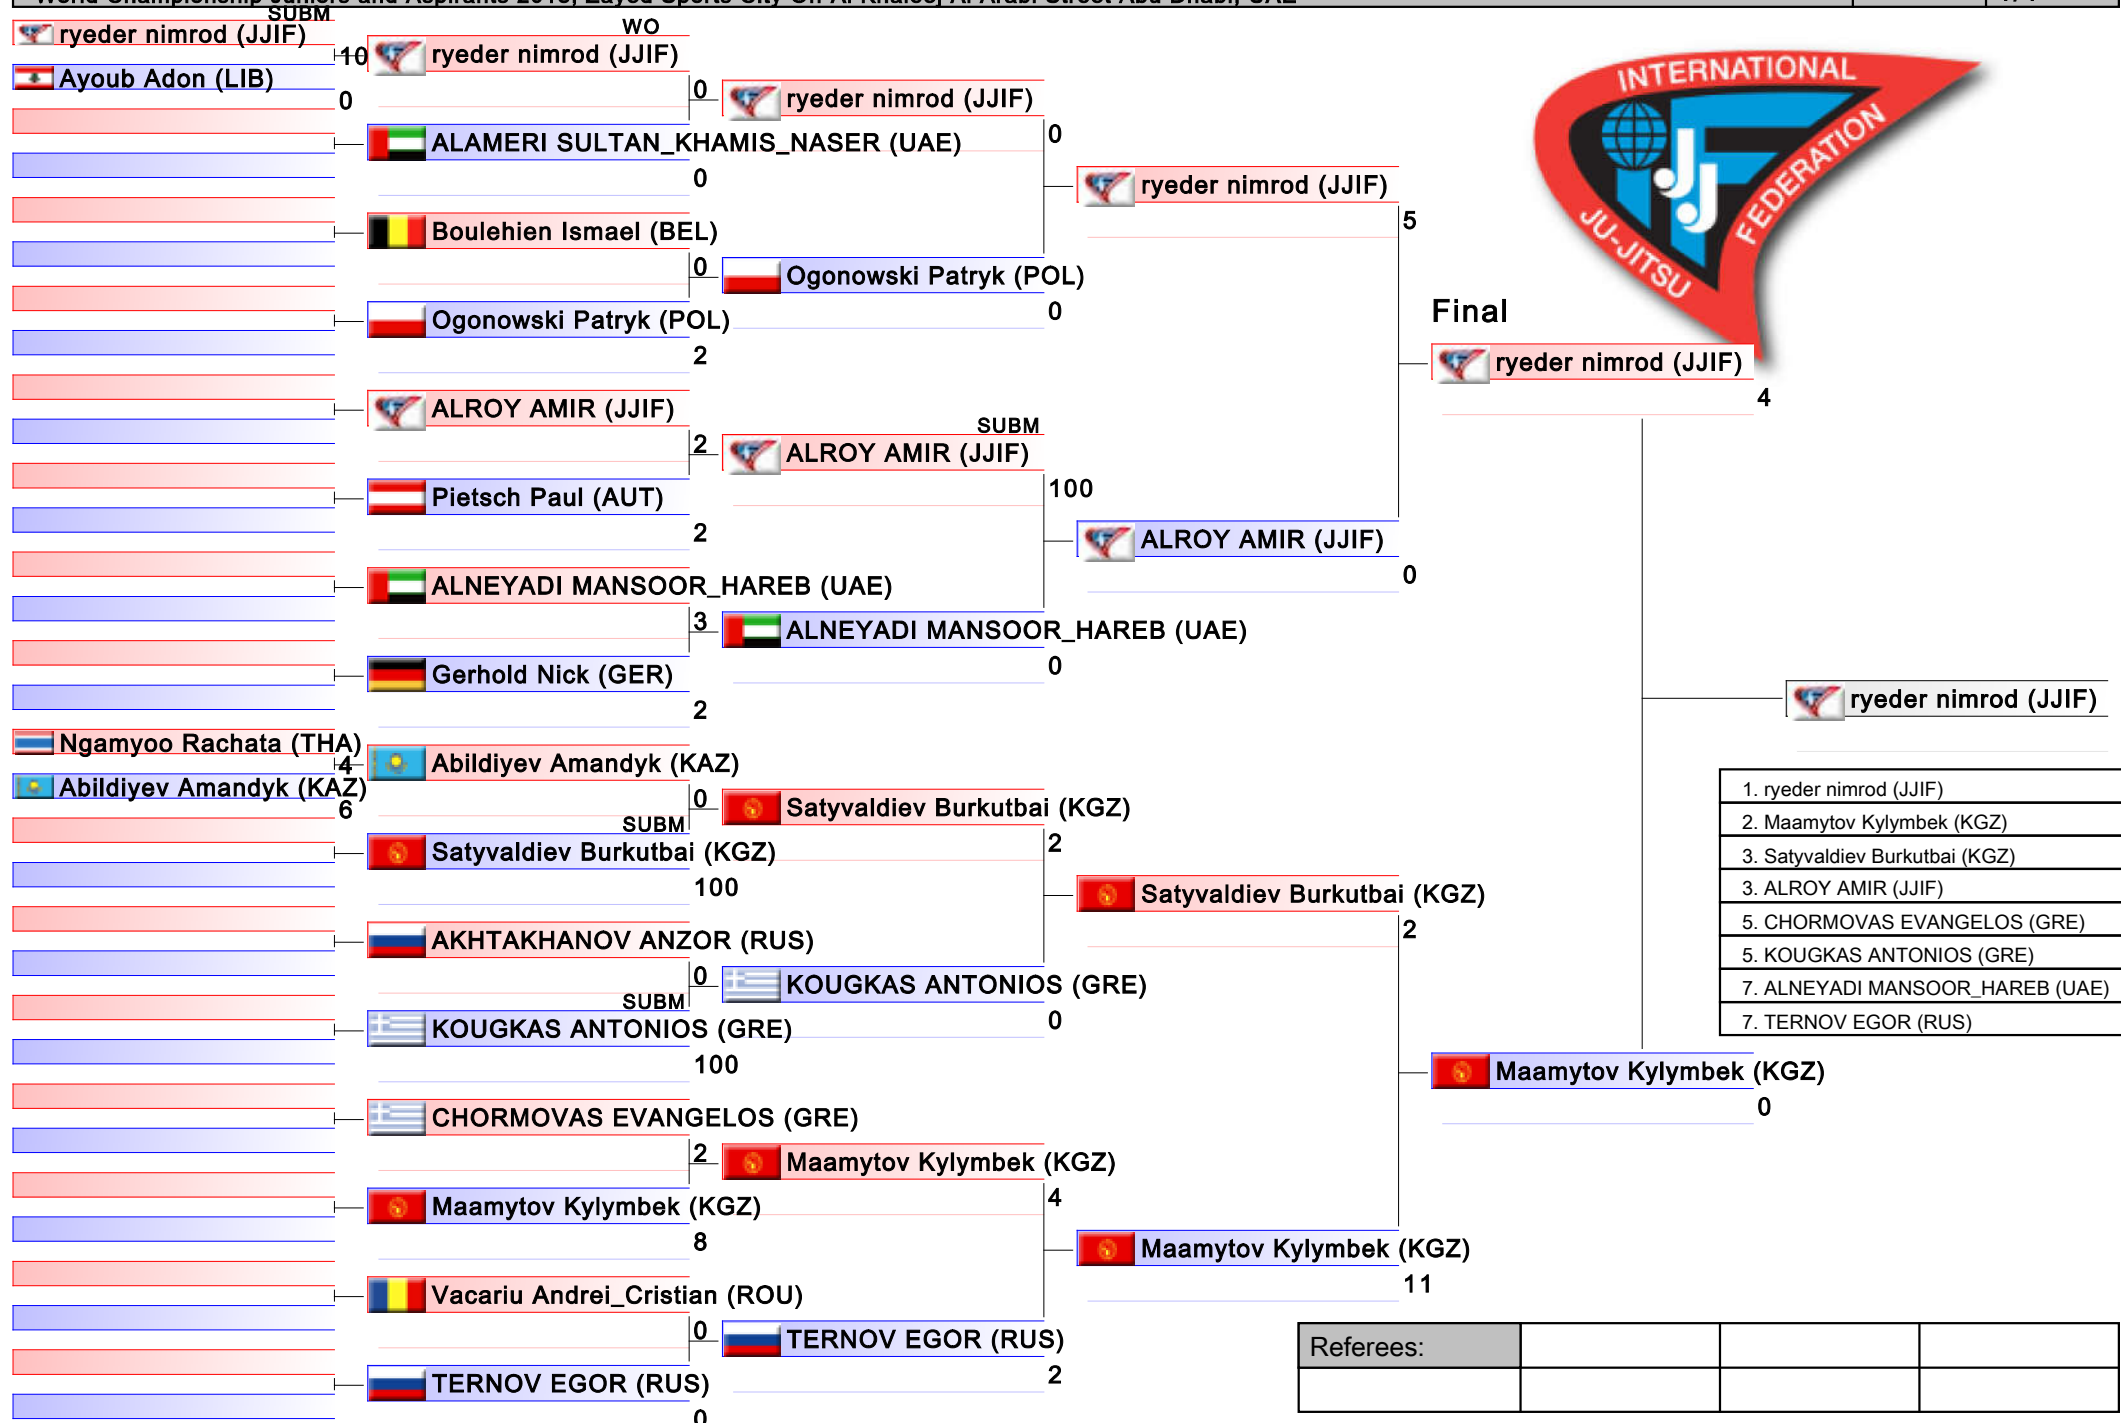 SUBM
ryeder nimrod (JJIF)
10
Ayoub Adon (LIB)
0
Ngamyoo Rachata (THA)
4
Abildiyev Amandyk (KAZ)
6
WO
ryeder nimrod (JJIF)
0
ALAMERI SULTAN_KHAMIS_NASER (UAE)
0
Boulehien Ismael (BEL)
0
Ogonowski Patryk (POL)
2
ALROY AMIR (JJIF)
2
Pietsch Paul (AUT)
2
ALNEYADI MANSOOR_HAREB (UAE)
3
Gerhold Nick (GER)
2
Abildiyev Amandyk (KAZ)
0
SUBM
Satyvaldiev Burkutbai (KGZ)
100
AKHTAKHANOV ANZOR (RUS)
0
SUBM
KOUGKAS ANTONIOS (GRE)
100
CHORMOVAS EVANGELOS (GRE)
2
Maamytov Kylymbek (KGZ)
8
Vacariu Andrei_Cristian (ROU)
0
TERNOV EGOR (RUS)
0
ryeder nimrod (JJIF)
0
Ogonowski Patryk (POL)
0
SUBM
ALROY AMIR (JJIF)
100
ALNEYADI MANSOOR_HAREB (UAE)
0
Satyvaldiev Burkutbai (KGZ)
2
KOUGKAS ANTONIOS (GRE)
0
Maamytov Kylymbek (KGZ)
4
TERNOV EGOR (RUS)
2
ryeder nimrod (JJIF)
5
ALROY AMIR (JJIF)
0
Satyvaldiev Burkutbai (KGZ)
2
Maamytov Kylymbek (KGZ)
11
INTERNATIONAL
JU-JITSU
FEDERATION
Final
ryeder nimrod (JJIF)
4
Maamytov Kylymbek (KGZ)
0
ryeder nimrod (JJIF)
1. ryeder nimrod (JJIF)
2. Maamytov Kylymbek (KGZ)
3. Satyvaldiev Burkutbai (KGZ)
3. ALROY AMIR (JJIF)
5. CHORMOVAS EVANGELOS (GRE)
5. KOUGKAS ANTONIOS (GRE)
7. ALNEYADI MANSOOR_HAREB (UAE)
7. TERNOV EGOR (RUS)
Referees: